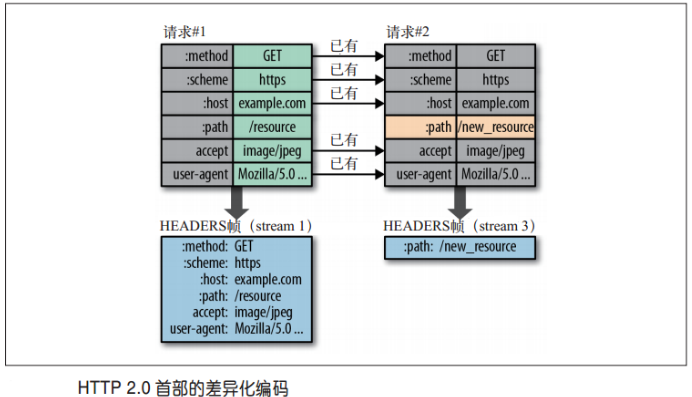 请求#1
请求#2
:method GET 已有 :method GET
:scheme https 已有 :scheme https
:host example.com 已有 :host example.com
:path /resource :path /new_resource
accept image/jpeg 已有 accept image/jpeg
user-agent Mozilla/5.0 ... 已有 user-agent Mozilla/5.0 ...
HEADERS帧（stream 1）
:method: GET
:scheme: https
:host: example.com
:path: /resource
accept: image/jpeg
user-agent: Mozilla/5.0 ...
HEADERS帧（stream 3）
:path: /new_resource
HTTP 2.0 首部的差异化编码